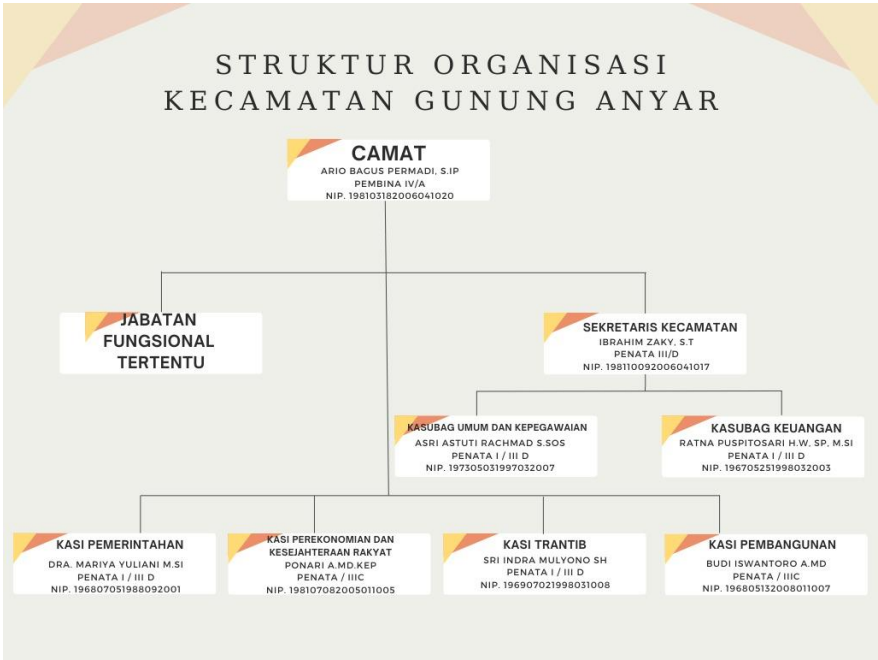 STRUKTUR ORGANISASI
KECAMATAN GUNUNG ANYAR
CAMAT
ARIO BAGUS PERMADI, S.IP
PEMBINA IV/A
NIP. 198103182006041020
JABATAN
FUNGSIONAL
TERTENTU
SEKRETARIS KECAMATAN
IBRAHIM ZAKY, S.T
PENATA III/D
NIP. 198110092006041017
KASUBAG UMUM DAN KEPEGAWAIAN
ASRI ASTUTI RACHMAD S.SOS
PENATA I / III D
NIP. 197305031997032007
KASUBAG KEUANGAN
RATNA PUSPITOSARI H.W, SP, M.SI
PENATA I / III D
NIP. 196705251998032003
KASI PEMERINTAHAN
DRA. MARIYA YULIANI M.SI
PENATA I / III D
NIP. 196807051988092001
KASI PEREKONOMIAN DAN
KESEJAHTERAAN RAKYAT
PONARI A.MD.KEP
PENATA / IIIC
NIP. 198107082005011005
KASI TRANTIB
SRI INDRA MULYONO SH
PENATA I / III D
NIP. 196907021998031008
KASI PEMBANGUNAN
BUDI ISWANTORO A.MD
PENATA / IIIC
NIP. 196805132008011007